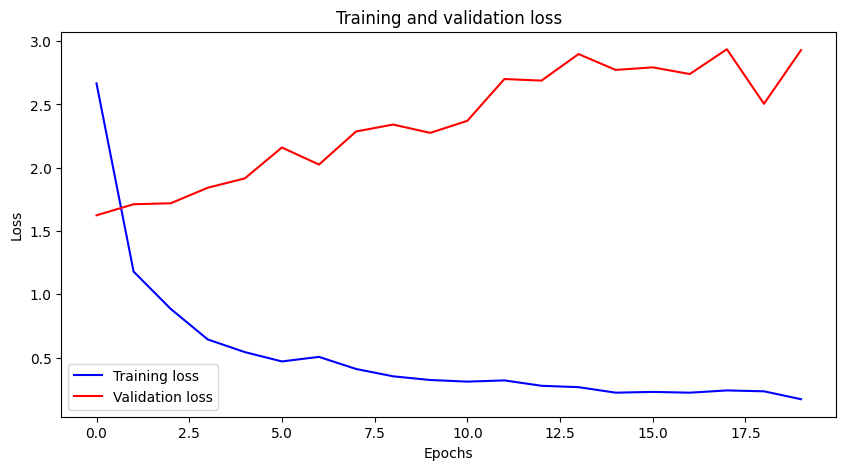 Training and validation loss
3.0
2.5
2.0
1.5
1.0
0.5
Loss
Training loss
Validation loss
0.0 2.5 5.0 7.5 10.0 12.5 15.0 17.5
Epochs